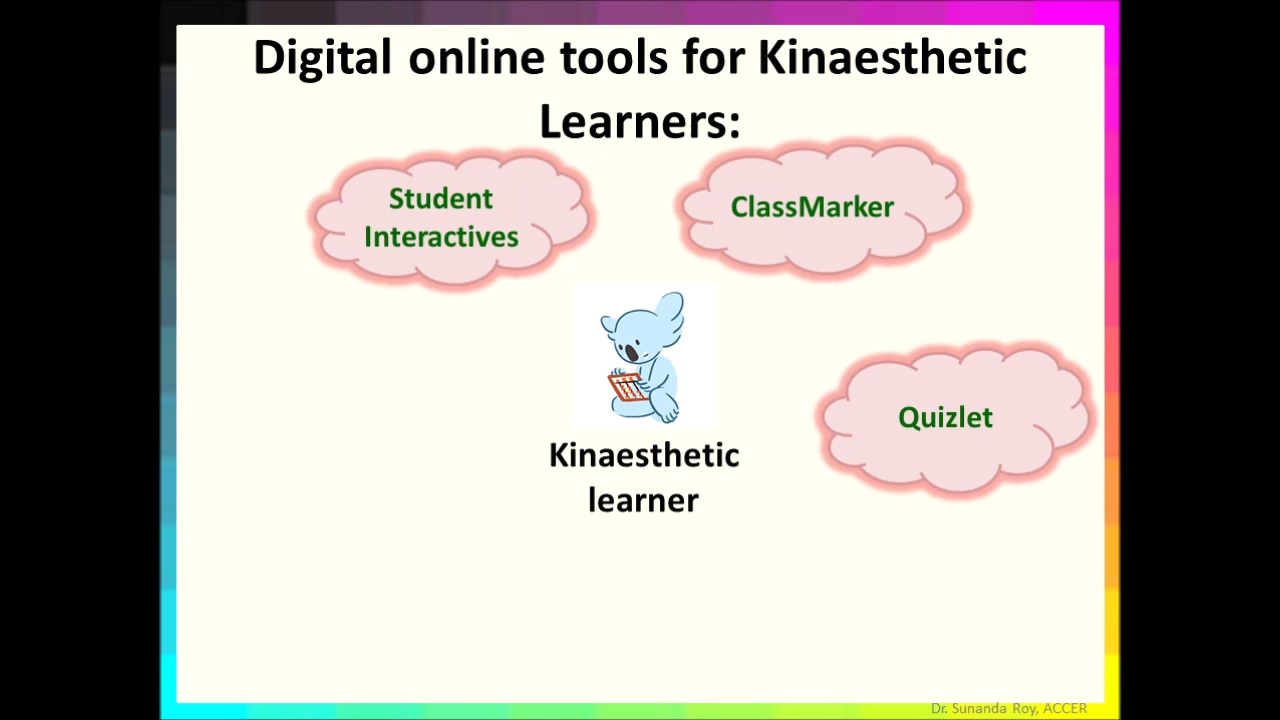 Digital online tools for Kinaesthetic
Learners:
Student
Interactives
ClassMarker
Quizlet
Kinaesthetic
learner
Dr. Sunanda Roy, ACCER